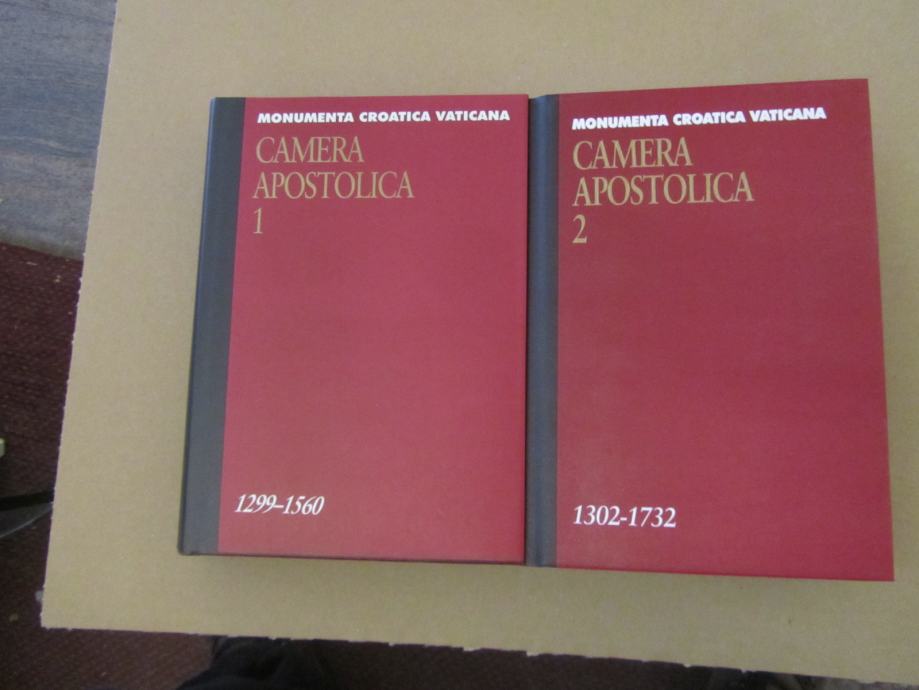 MONUMENTA CROATICA VATICANA
CAMERA
APOSTOLICA
1
1299–1560
MONUMENTA CROATICA VATICANA
CAMERA
APOSTOLICA
2
1302-1732